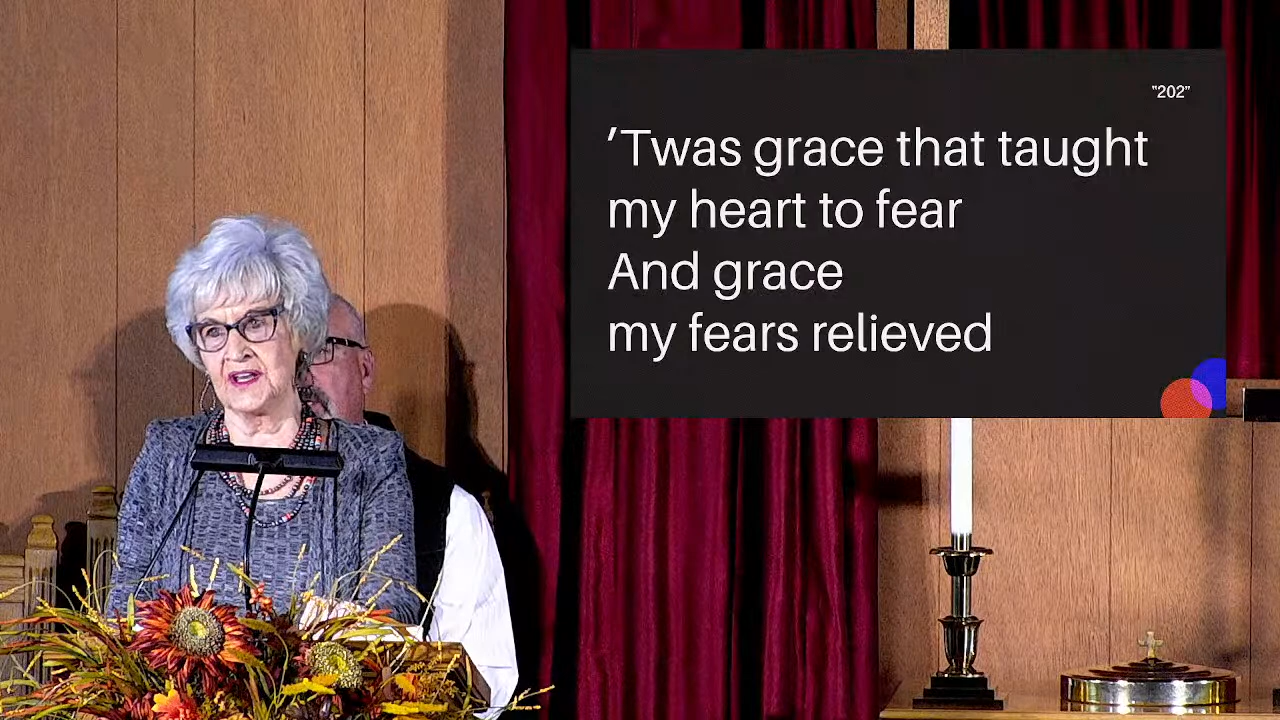 "202"
’Twas grace that taught
my heart to fear
And grace
my fears relieved